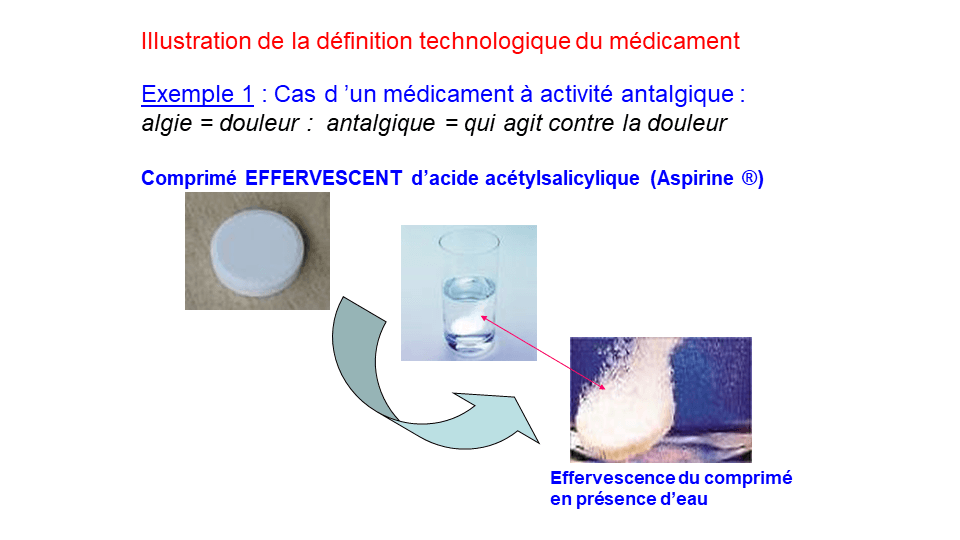 Illustration de la définition technologique du médicament
Exemple 1 : Cas d ’un médicament à activité antalgique :
algie = douleur : antalgique = qui agit contre la douleur
Comprimé EFFERVESCENT d’acide acétylsalicylique (Aspirine ®)
Effervescence du comprimé
en présence d’eau